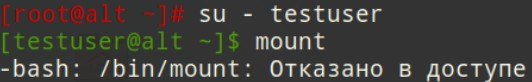 [root@alt ~]# su - testuser
[testuser@alt ~]$ mount
-bash: /bin/mount: Отказано в доступе